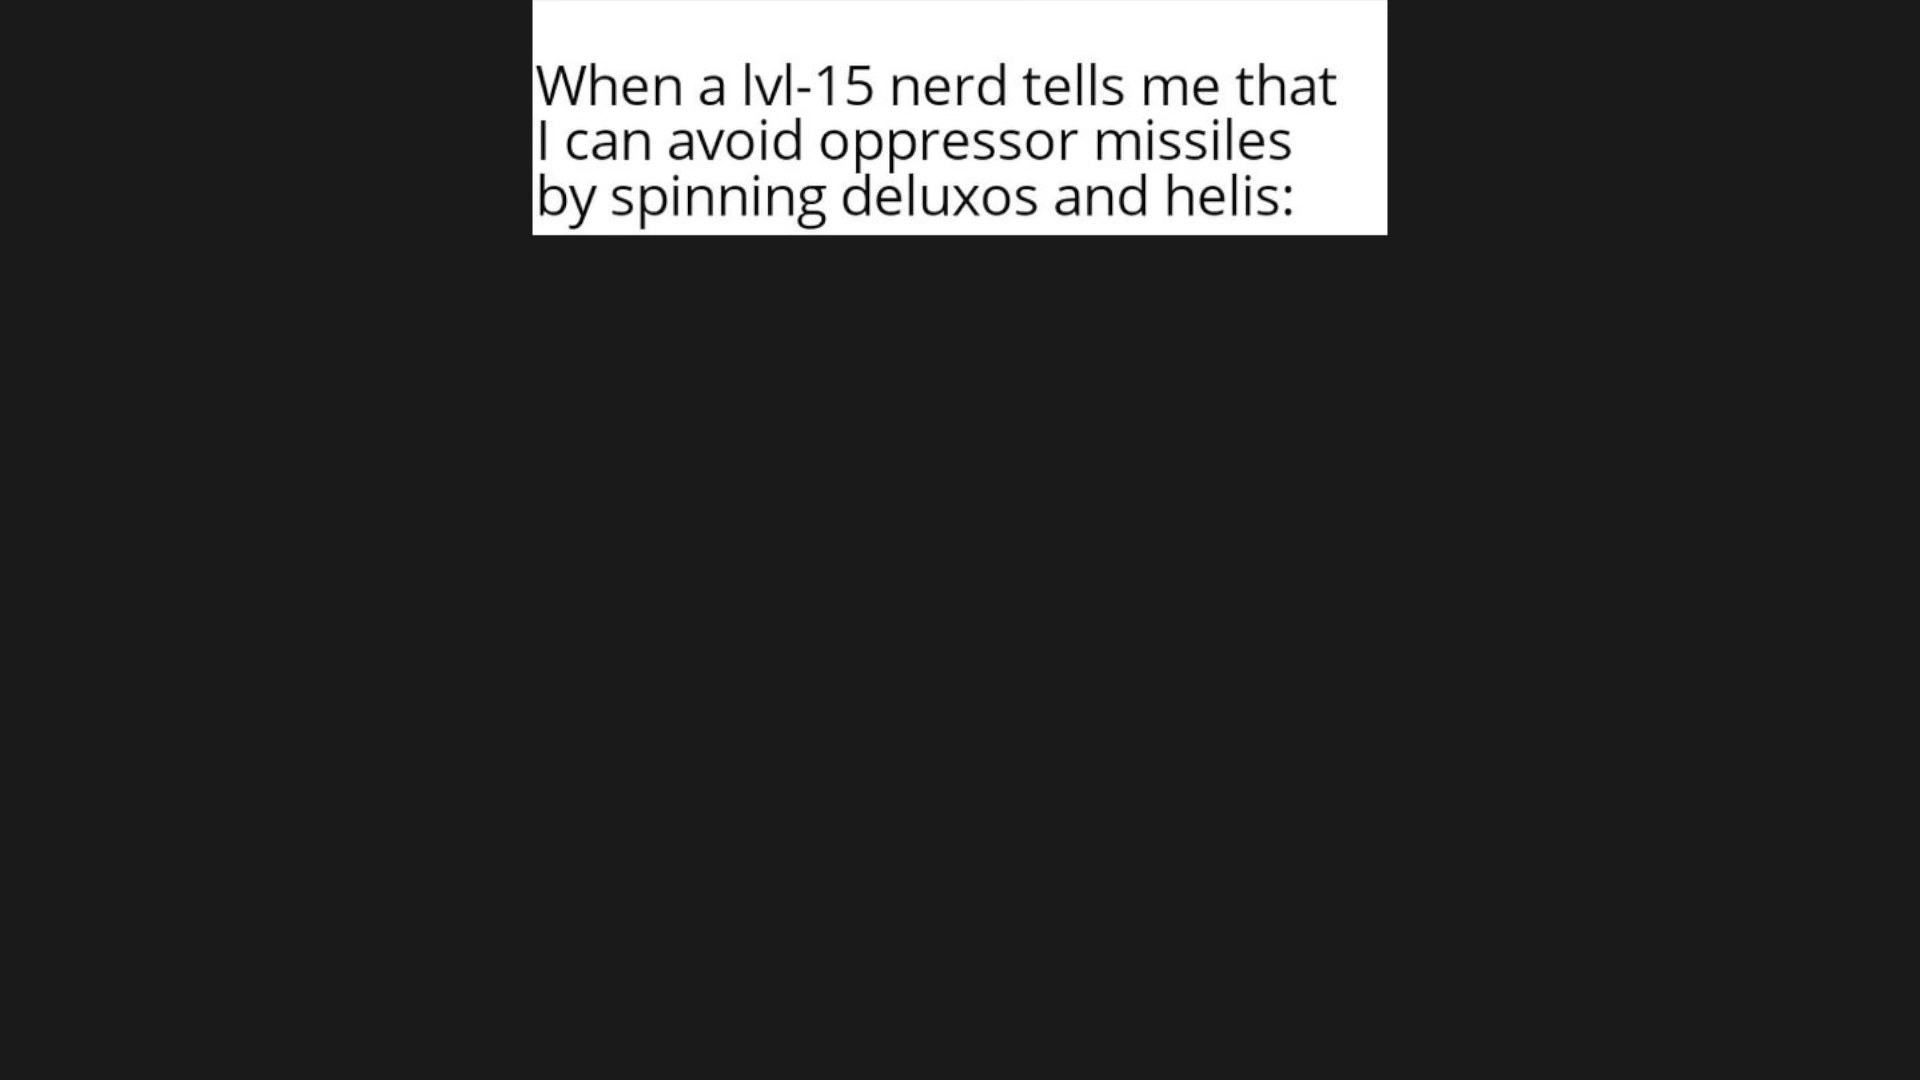 When a lvl-15 nerd tells me that
I can avoid oppressor missiles
by spinning deluxos and helis: